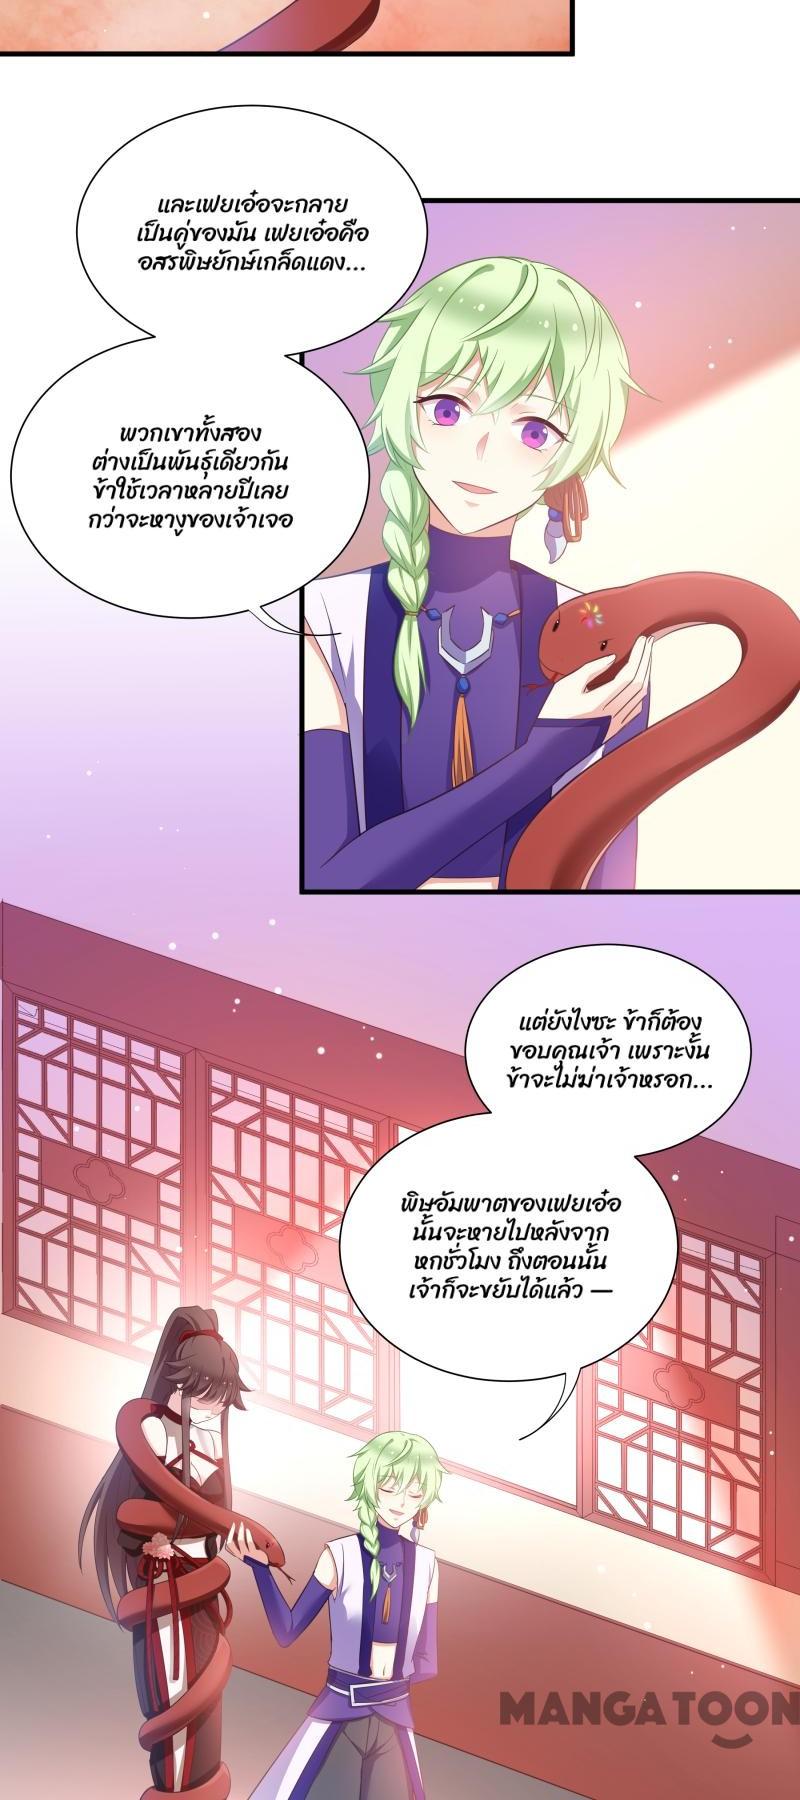 และเฟยเอ๋อจะกลาย
เป็นคู่ของมัน เฟยเอ๋อคือ
อสรพิษยักษ์เกล็ดแดง...
พวกเขาทั้งสอง
ต่างเป็นพันธุ์เดียวกัน
ข้าใช้เวลาหลายปีเลย
กว่าจะหางูของเจ้าเจอ
แต่ยังไงซะ ข้าก็ต้อง
ขอบคุณเจ้า เพราะงั้น
ข้าจะไม่ฆ่าเจ้าหรอก...
พิษอัมพาตของเฟยเอ๋อ
นั้นจะหายไปหลังจาก
หกชั่วโมง ถึงตอนนั้น
เจ้าก็จะขยับได้แล้ว —
MANGATOON